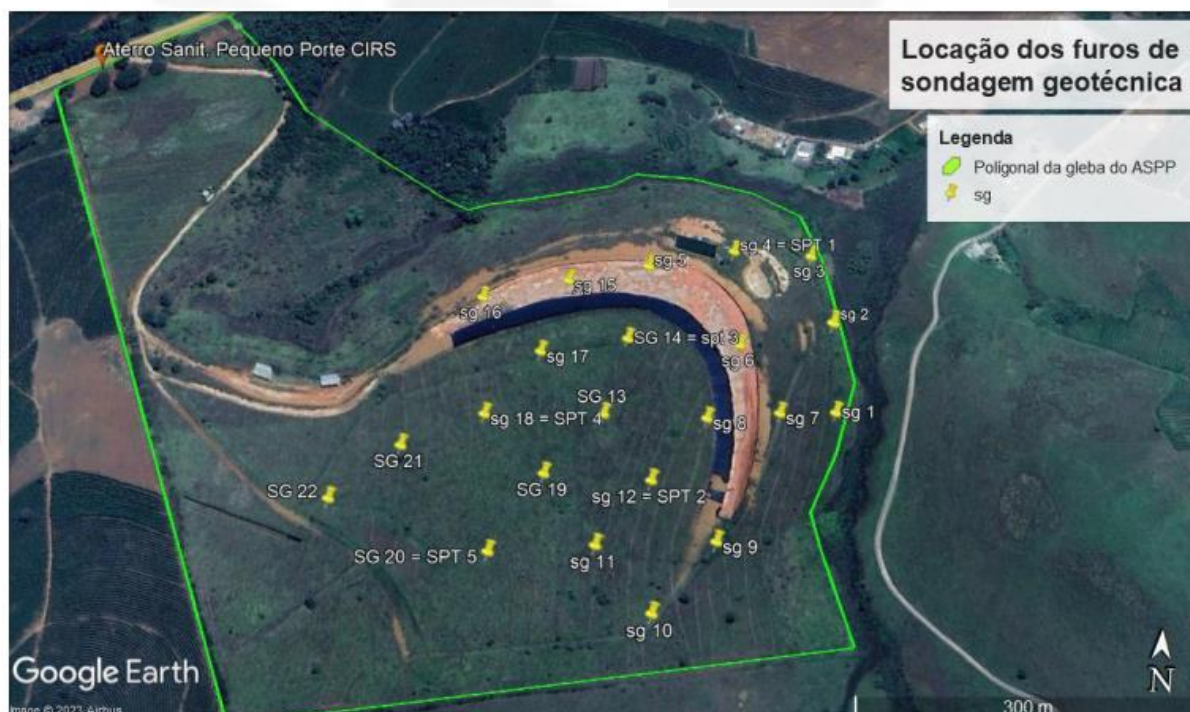 Aterro Sanit. Pequeno Porte CIRS
Locação dos furos de
sondagem geotécnica
Legenda
Poligonal da gleba do ASPP
sg
sg 4 = SPT 1
sg 3
sg 5
sg 15
sg 16
sg 2
SG 14 = spt 3
sg 6
sg 17
SG 13
sg 18 = SPT 4
sg 8
sg 7
sg 1
SG 21
SG 19
sg 12 = SPT 2
SG 22
SG 20 = SPT 5
sg 11
sg 9
sg 10
N
Google Earth
Image © 2023 Airbus
300 m